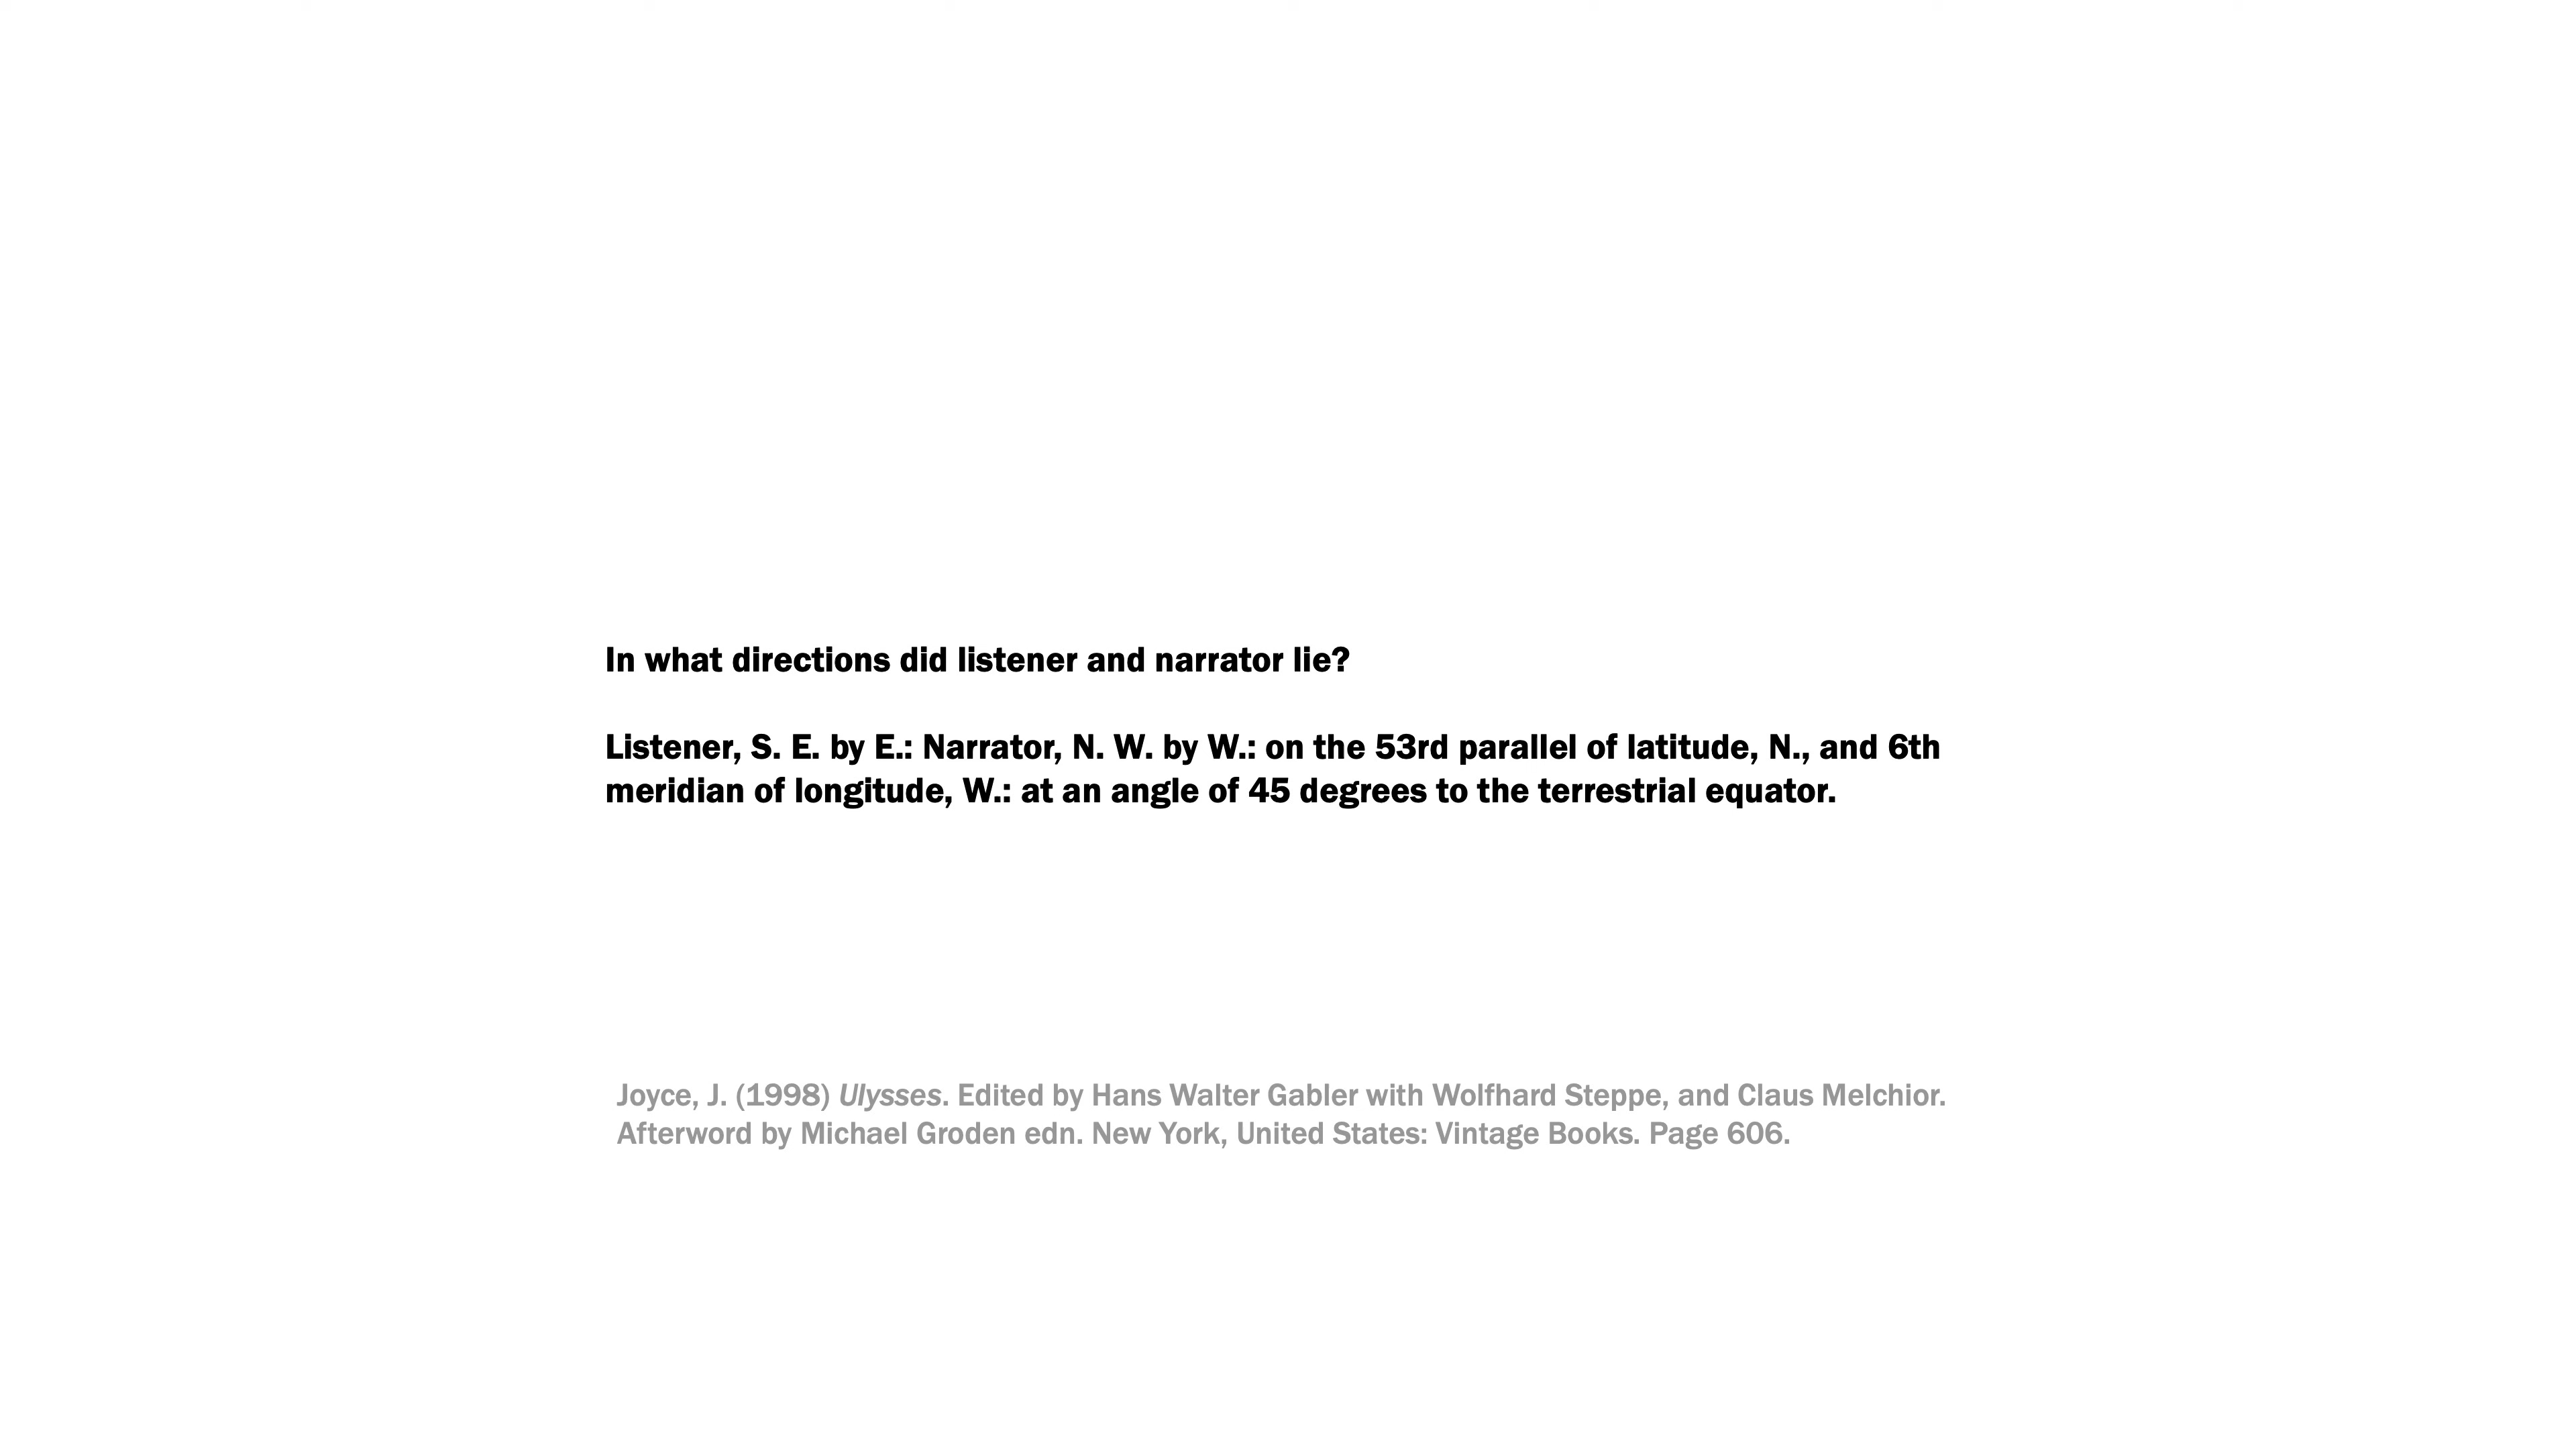 In what directions did listener and narrator lie?
Listener, S. E. by E.: Narrator, N. W. by W.: on the 53rd parallel of latitude, N., and 6th
meridian of longitude, W.: at an angle of 45 degrees to the terrestrial equator.
Joyce, J. (1998) Ulysses. Edited by Hans Walter Gabler with Wolfhard Steppe, and Claus Melchior.
Afterword by Michael Groden edn. New York, United States: Vintage Books. Page 606.